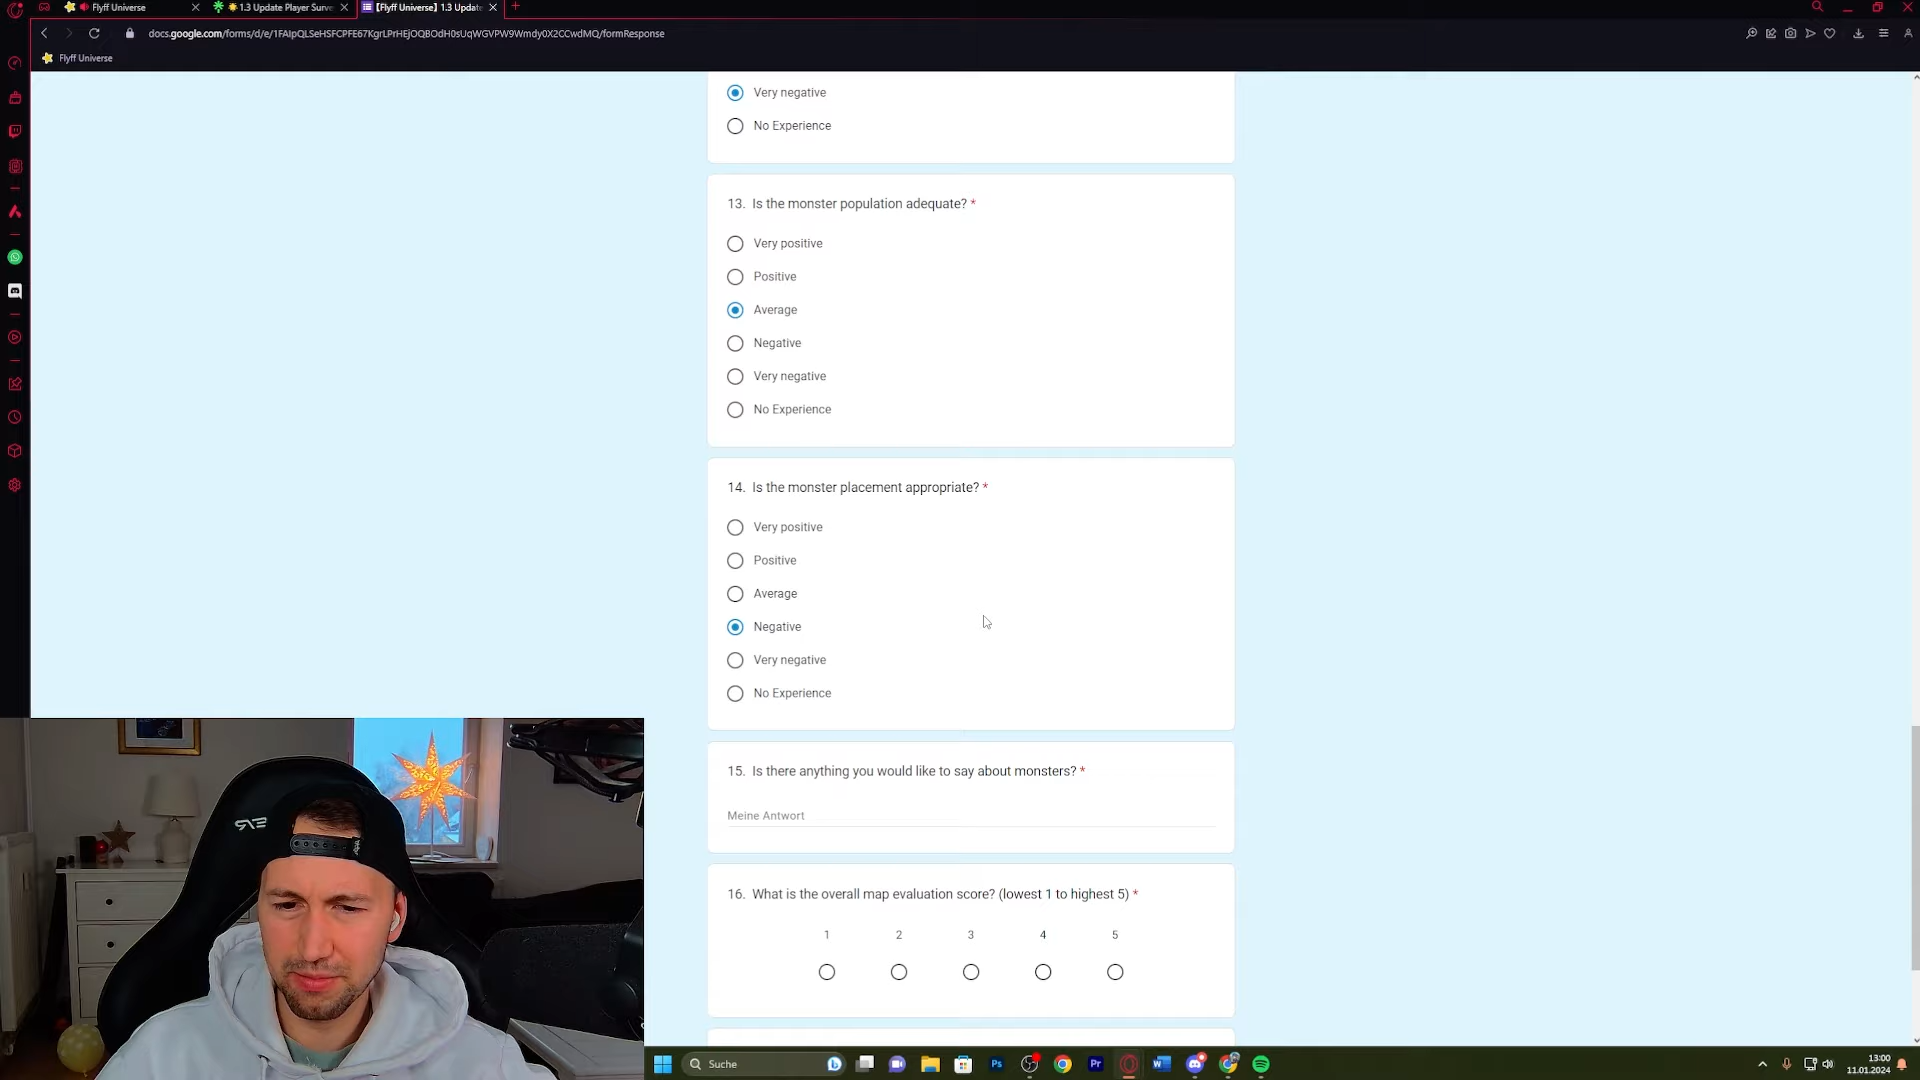 Flyff Universe
1.3 Update Player Surve
[Flyff Universe] 1.3 Update
docs.google.com/forms/d/e/1FAIpQLSeHSFCPFE67KgrLPrHEjOQBOdH0sUqWGVPW9Wmdy0X2CCwdMQ/formResponse
Flyff Universe
Very negative
No Experience
13. Is the monster population adequate? *
Very positive
Positive
Average
Negative
Very negative
No Experience
14. Is the monster placement appropriate? *
Very positive
Positive
Average
Negative
Very negative
No Experience
15. Is there anything you would like to say about monsters? *
Meine Antwort
16. What is the overall map evaluation score? (lowest 1 to highest 5) *
1 2 3 4 5
Suche
Ps
Pr
13:00
11.01.2024